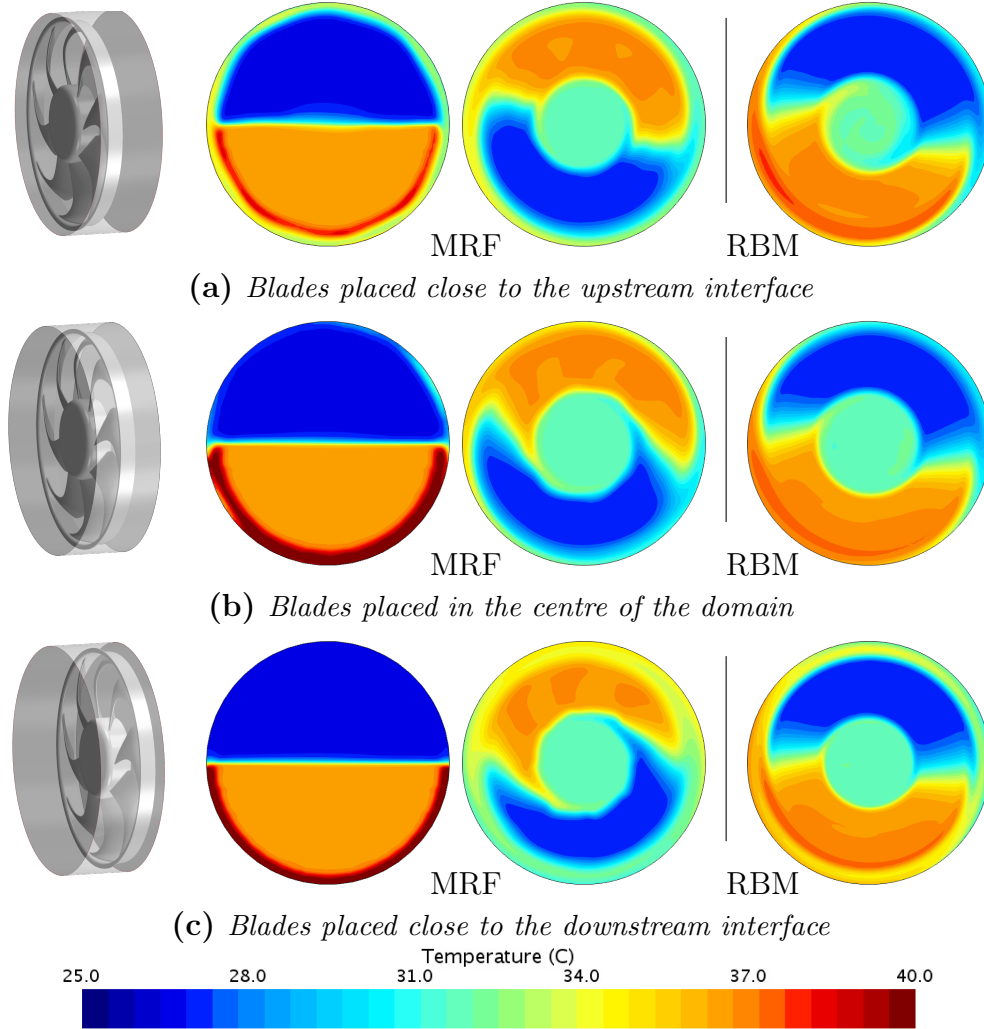 MRF RBM
(a) Blades placed close to the upstream interface
MRF RBM
(b) Blades placed in the centre of the domain
MRF RBM
(c) Blades placed close to the downstream interface
Temperature (C)
25.0 28.0 31.0 34.0 37.0 40.0